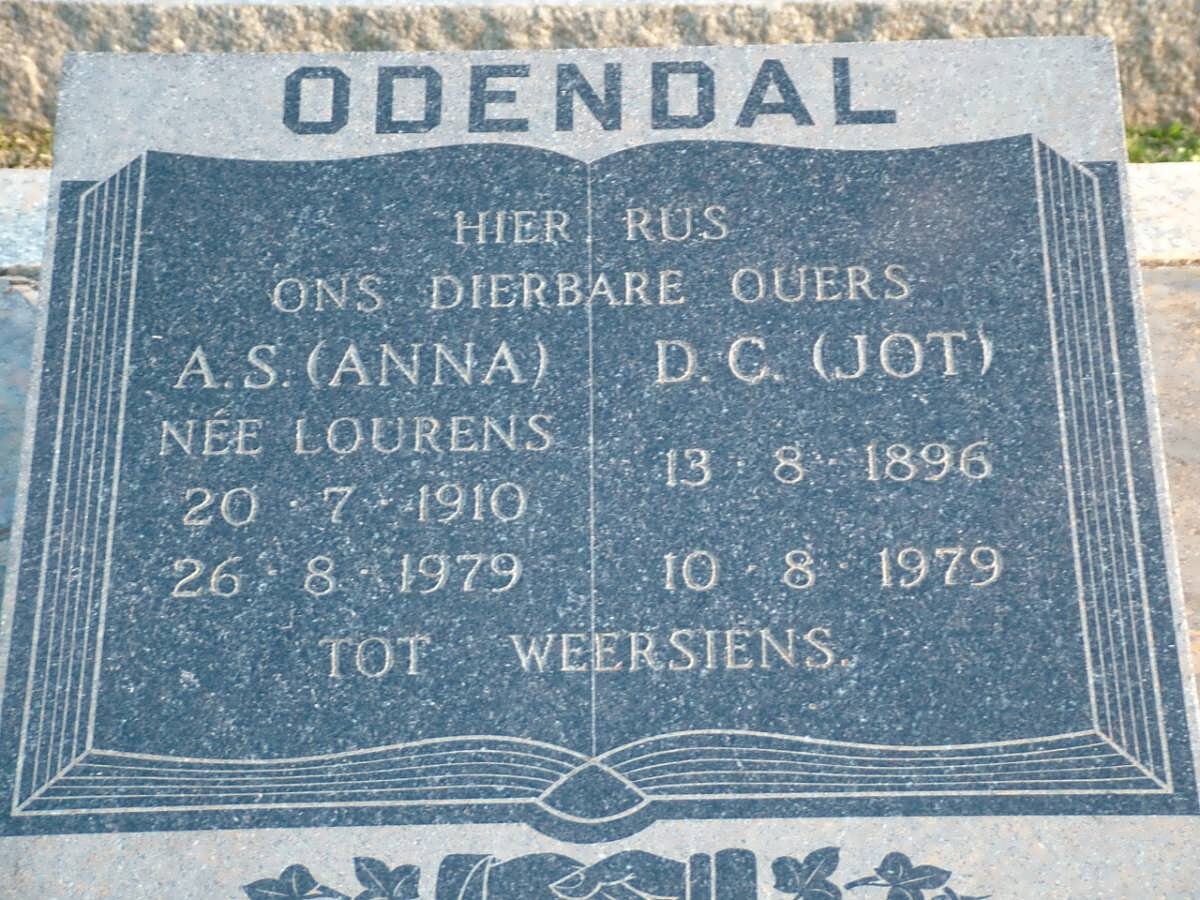 ODENDAL
HIER RUS
ONS DIERBARE OUERS
A.S. (ANNA)
NÉE LOURENS
20 · 7 · 1910
26 · 8 · 1979
D.C. (JOT)
13 · 8 · 1896
10 · 8 · 1979
TOT WEERSIENS.